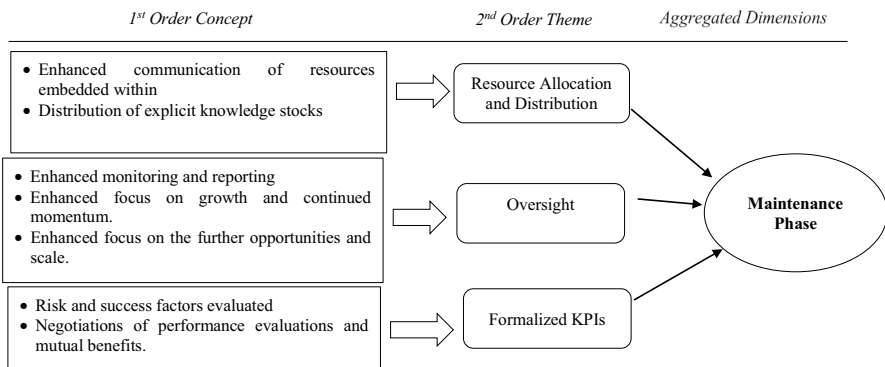 1st Order Concept
2nd Order Theme
Aggregated Dimensions
• Enhanced communication of resources
embedded within
• Distribution of explicit knowledge stocks
Resource Allocation
and Distribution
• Enhanced monitoring and reporting
• Enhanced focus on growth and continued
momentum.
• Enhanced focus on the further opportunities and
scale.
Oversight
Maintenance
Phase
• Risk and success factors evaluated
• Negotiations of performance evaluations and
mutual benefits.
Formalized KPIs